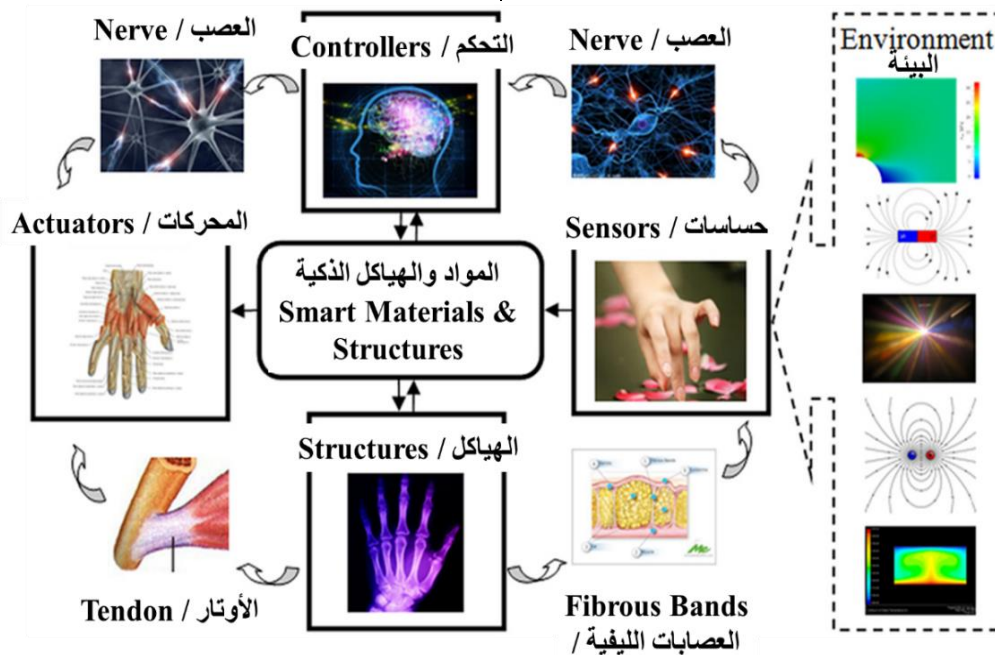 Nerve / العصب
Controllers / التحكم
Nerve / العصب
Environment
البيئة
Actuators / المحركات
Sensors / حساسات
المواد والهياكل الذكية
Smart Materials &
Structures
Structures / الهياكل
Tendon / الأوتار
Fibrous Bands
العصابات الليفية /